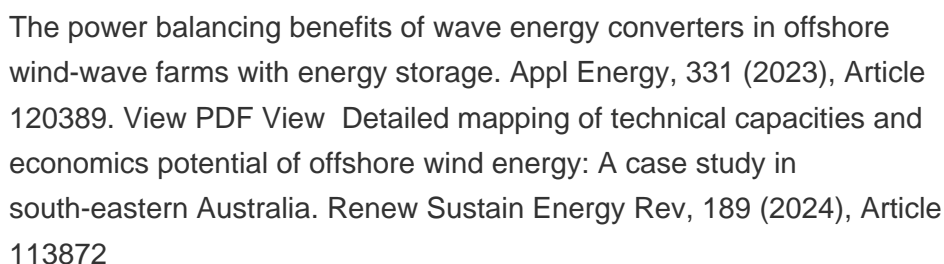 The power balancing benefits of wave energy converters in offshore
wind-wave farms with energy storage. Appl Energy, 331 (2023), Article
120389. View PDF View  Detailed mapping of technical capacities and
economics potential of offshore wind energy: A case study in
south-eastern Australia. Renew Sustain Energy Rev, 189 (2024), Article
113872